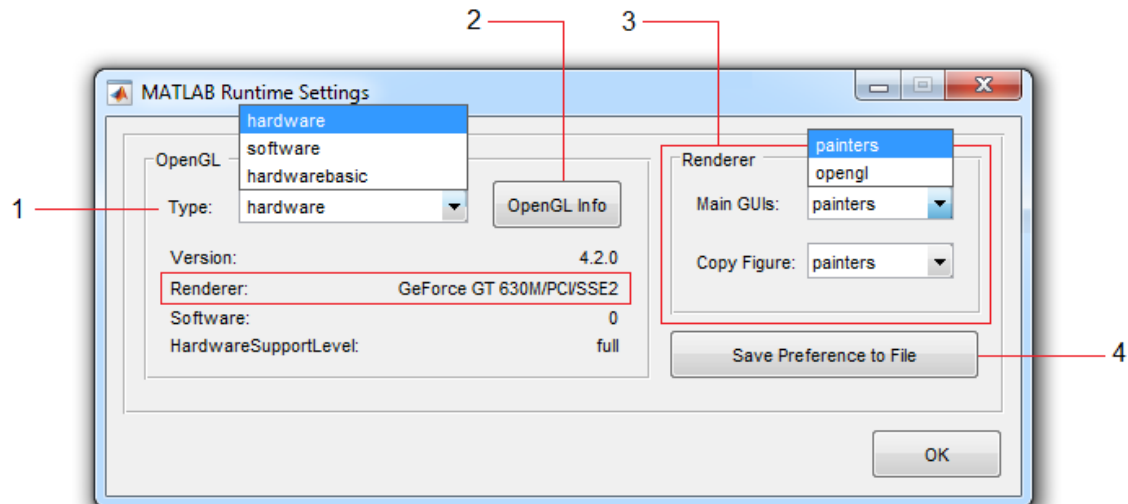 2
3
MATLAB Runtime Settings
hardware
software
hardwarebasic
OpenGL
1
Type:
hardware
OpenGL Info
Version:
4.2.0
Renderer:
GeForce GT 630M/PCI/SSE2
Software:
0
HardwareSupportLevel:
full
Renderer
painters
opengl
Main GUIs:
painters
Copy Figure:
painters
Save Preference to File
4
OK